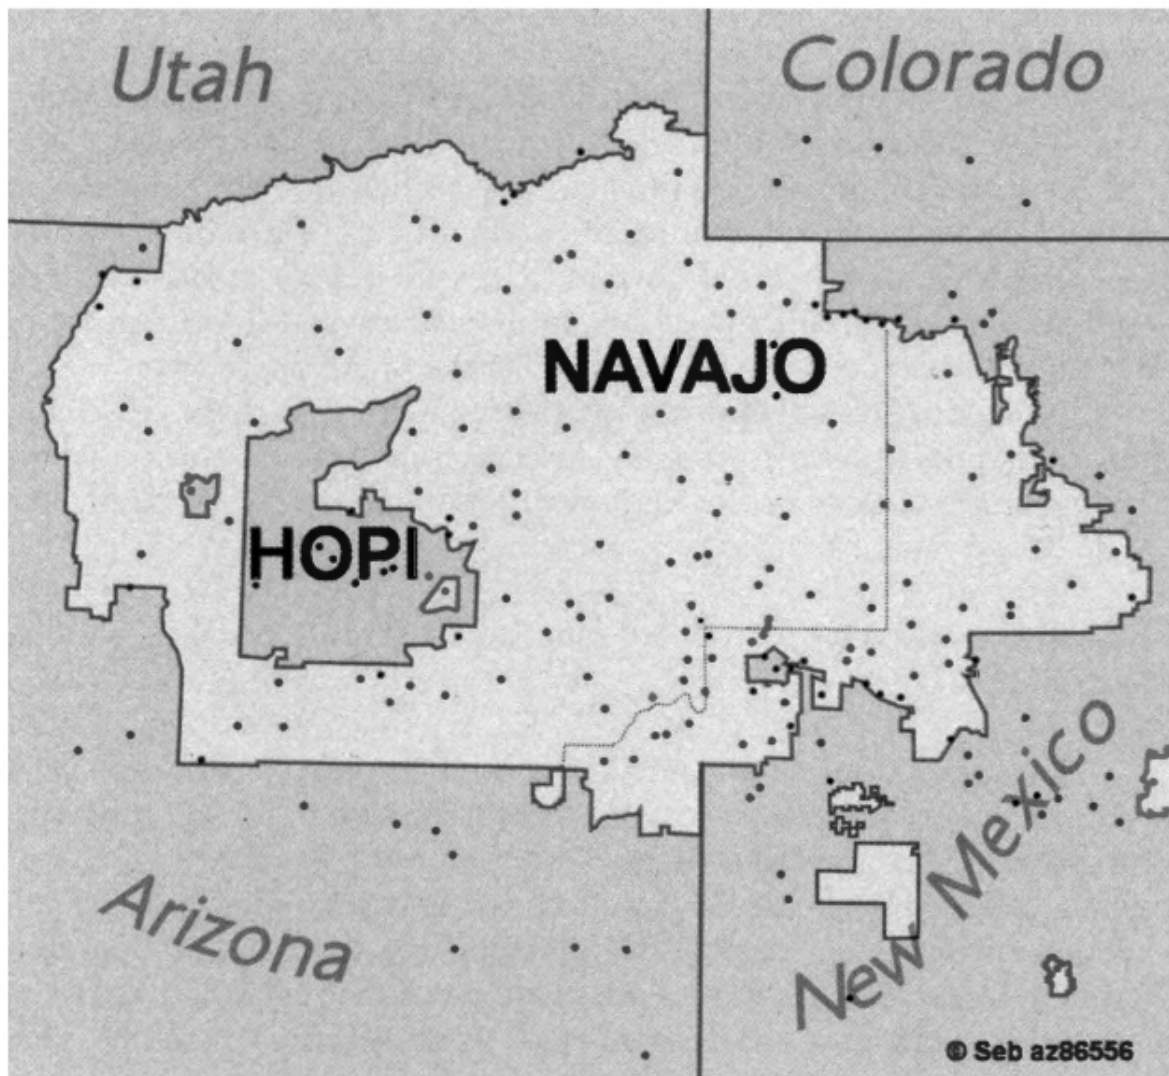 Utah
Colorado
NAVAJO
HOPI
Arizona
New Mexico
© Seb az86556